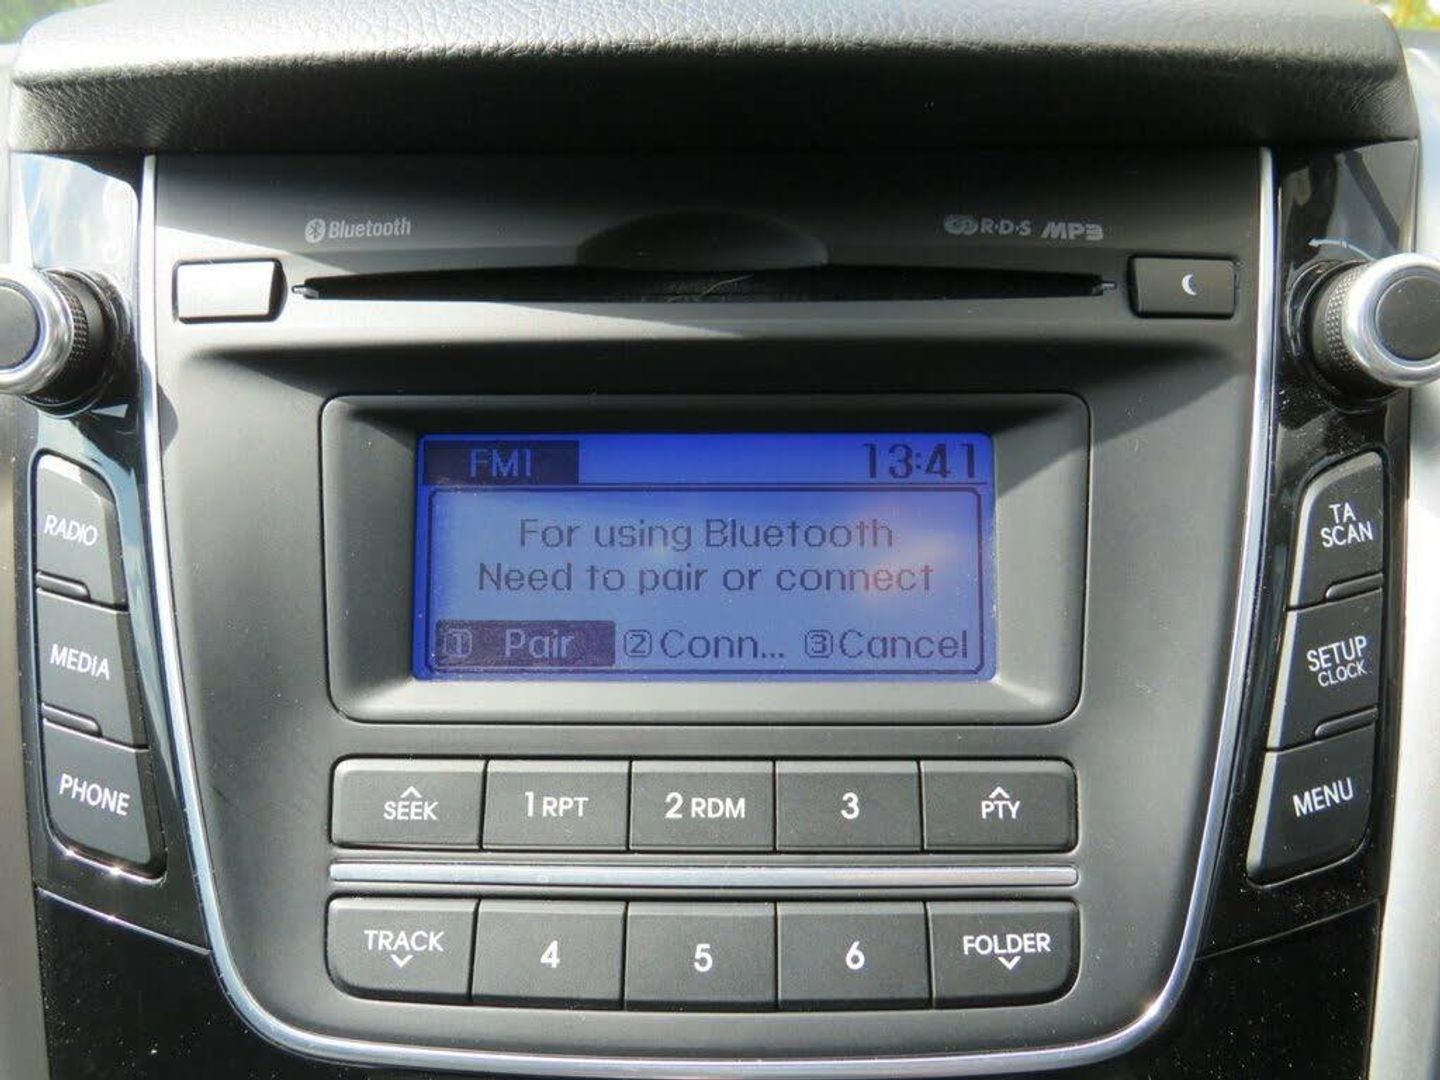 Bluetooth
R·D·S MP3
FM1 13:41
For using Bluetooth
Need to pair or connect
1 Pair 2 Conn... 3 Cancel
RADIO
MEDIA
PHONE
TA
SCAN
SETUP
CLOCK
MENU
SEEK 1 RPT 2 RDM 3 PTY
TRACK 4 5 6 FOLDER